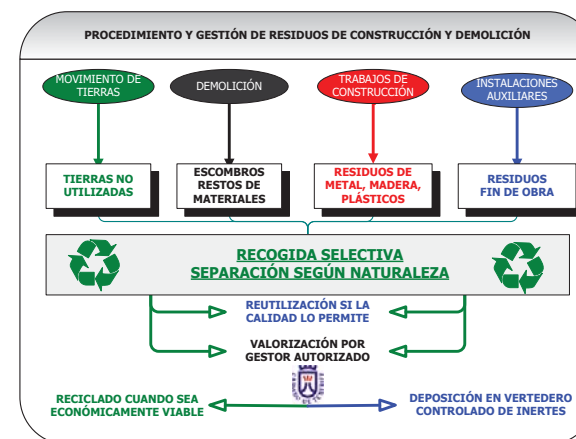 PROCEDIMIENTO Y GESTIÓN DE RESIDUOS DE CONSTRUCCIÓN Y DEMOLICIÓN
MOVIMIENTO DE
TIERRAS
DEMOLICIÓN
TRABAJOS DE
CONSTRUCCIÓN
INSTALACIONES
AUXILIARES
TIERRAS NO
UTILIZADAS
ESCOMBROS
RESTOS DE
MATERIALES
RESIDUOS DE
METAL, MADERA,
PLÁSTICOS
RESIDUOS
FIN DE OBRA
RECOGIDA SELECTIVA
SEPARACIÓN SEGÚN NATURALEZA
REUTILIZACIÓN SI LA
CALIDAD LO PERMITE
VALORIZACIÓN POR
GESTOR AUTORIZADO
RECICLADO CUANDO SEA
ECONÓMICAMENTE VIABLE
DEPOSICIÓN EN VERTEDERO
CONTROLADO DE INERTES